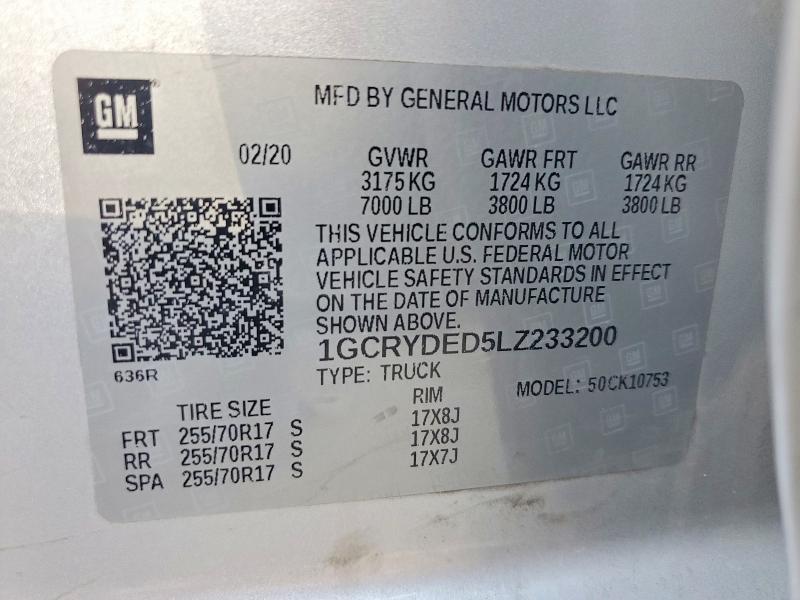 GM
MFD BY GENERAL MOTORS LLC
02/20 GVWR GAWR FRT GAWR RR
3175 KG 1724 KG 1724 KG
7000 LB 3800 LB 3800 LB
THIS VEHICLE CONFORMS TO ALL
APPLICABLE U.S. FEDERAL MOTOR
VEHICLE SAFETY STANDARDS IN EFFECT
ON THE DATE OF MANUFACTURE
SHOWN ABOVE.
1GCRYDED5LZ233200
636R
TYPE: TRUCK
MODEL: 50CK10753
TIRE SIZE RIM
FRT 255/70R17 S 17X8J
RR 255/70R17 S 17X8J
SPA 255/70R17 S 17X7J